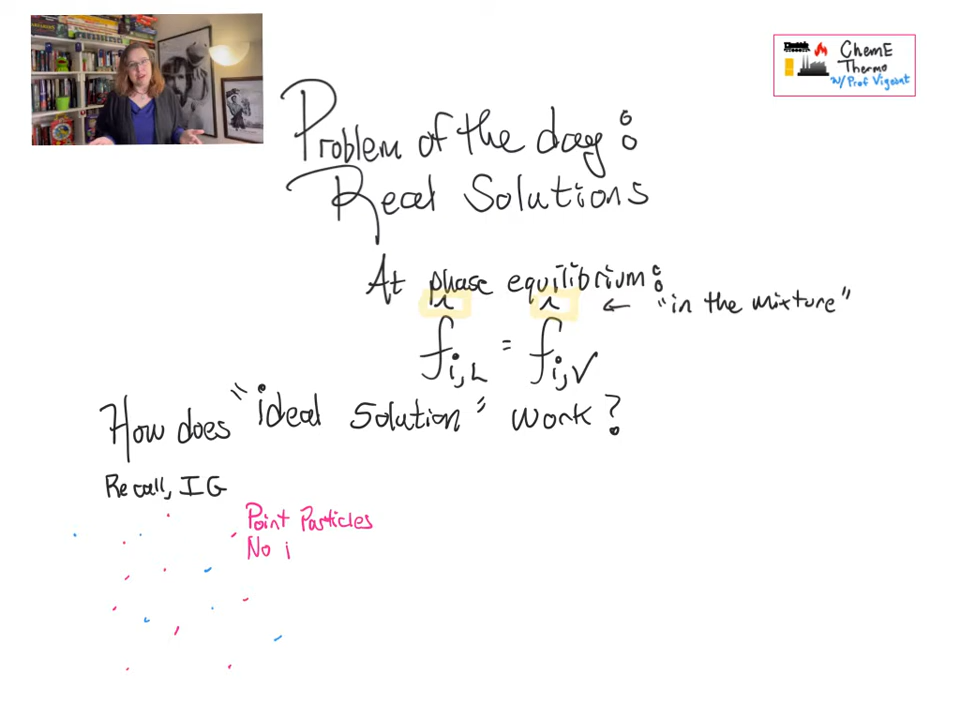 ChemE
Thermo
w/ Prof Vigeant
Problem of the day:
Real Solutions
At phase equilibrium:
← "in the mixture"
f̂i,L = f̂i,V
How does "ideal solution" work?
Recall, IG
Point Particles
No i